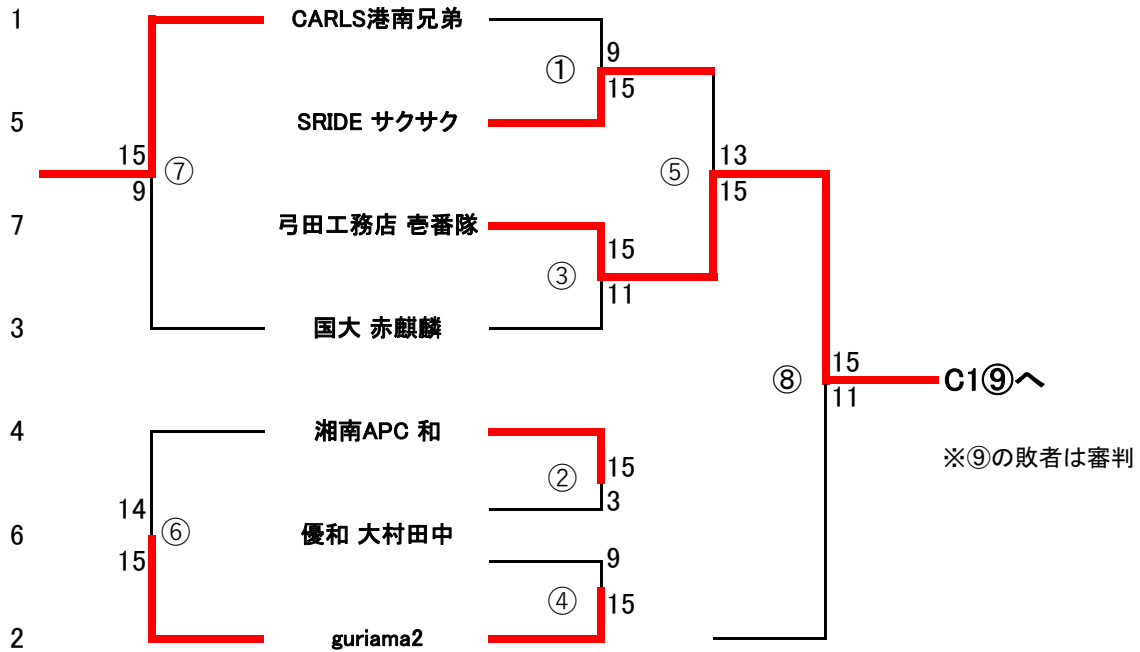 1 CARLS港南兄弟
9
①
15
5 SRIDE サクサク
15 ⑦ ⑤ 13
9 15
7 弓田工務店 壱番隊
15
③
11
3 国大 赤麒麟
15
⑧ C1⑨へ
11
4 湘南APC 和
※⑨の敗者は審判
15
②
14 3
⑥
6 優和 大村田中
15 9
④ 15
2 guriama2